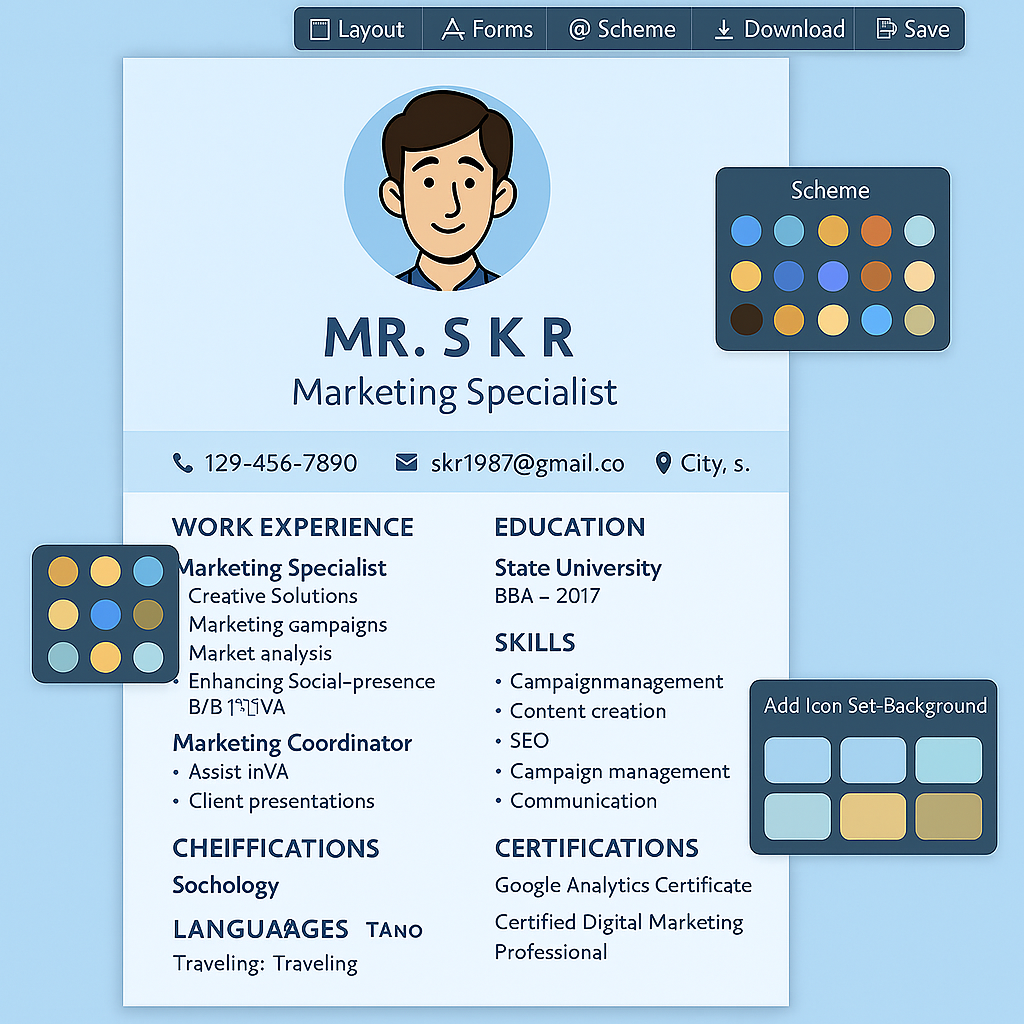 Layout
Forms
Scheme
Download
Save
MR. S K R
Marketing Specialist
129-456-7890
skr1987@gmail.co
City, s.
Scheme
WORK EXPERIENCE
Marketing Specialist
Creative Solutions
Marketing gampaigns
Market analysis
• Enhancing Social-presence
B/B
Marketing Coordinator
• Assist inVA
• Client presentations
CHEIFFICATIONS
Sochology
LANGUAAGES TANO
Traveling: Traveling
EDUCATION
State University
BBA – 2017
SKILLS
• Campaignmanagement
• Content creation
• SEO
• Campaign management
• Communication
CERTIFICATIONS
Google Analytics Certificate
Certified Digital Marketing
Professional
Add Icon Set-Background